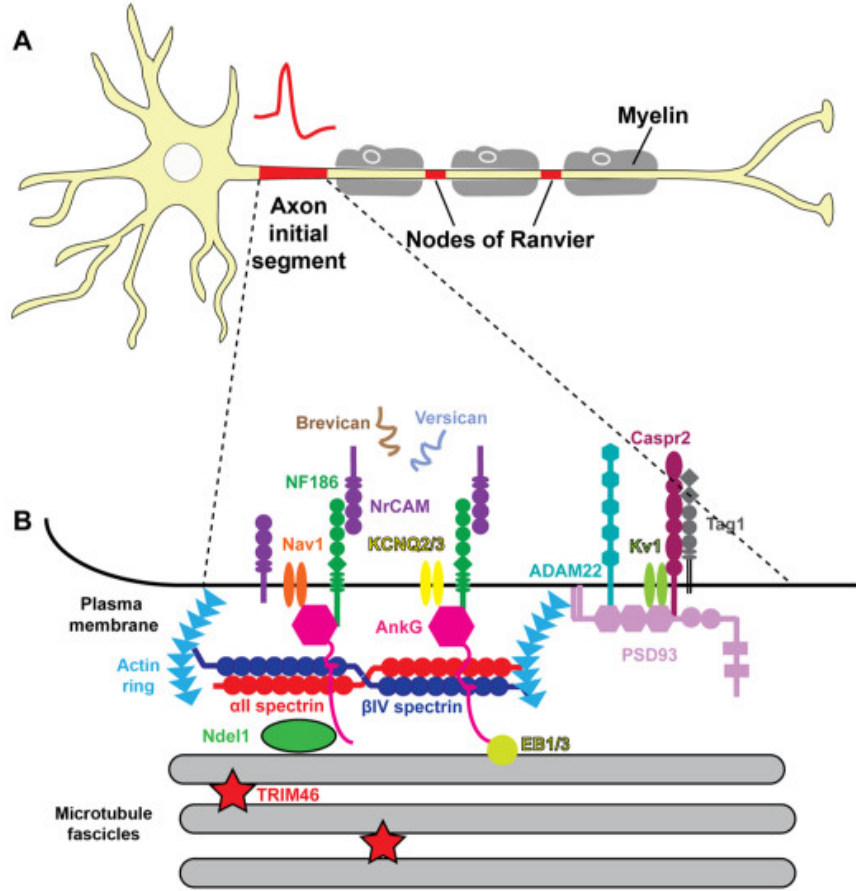 A
Myelin
Axon
initial
segment
Nodes of Ranvier
Brevican
Versican
Caspr2
NF186
NrCAM
B
Tag1
Nav1
KCNQ2/3
Kv1
ADAM22
Plasma
membrane
AnkG
PSD93
Actin
ring
αII spectrin
βIV spectrin
Ndel1
EB1/3
TRIM46
Microtubule
fascicles